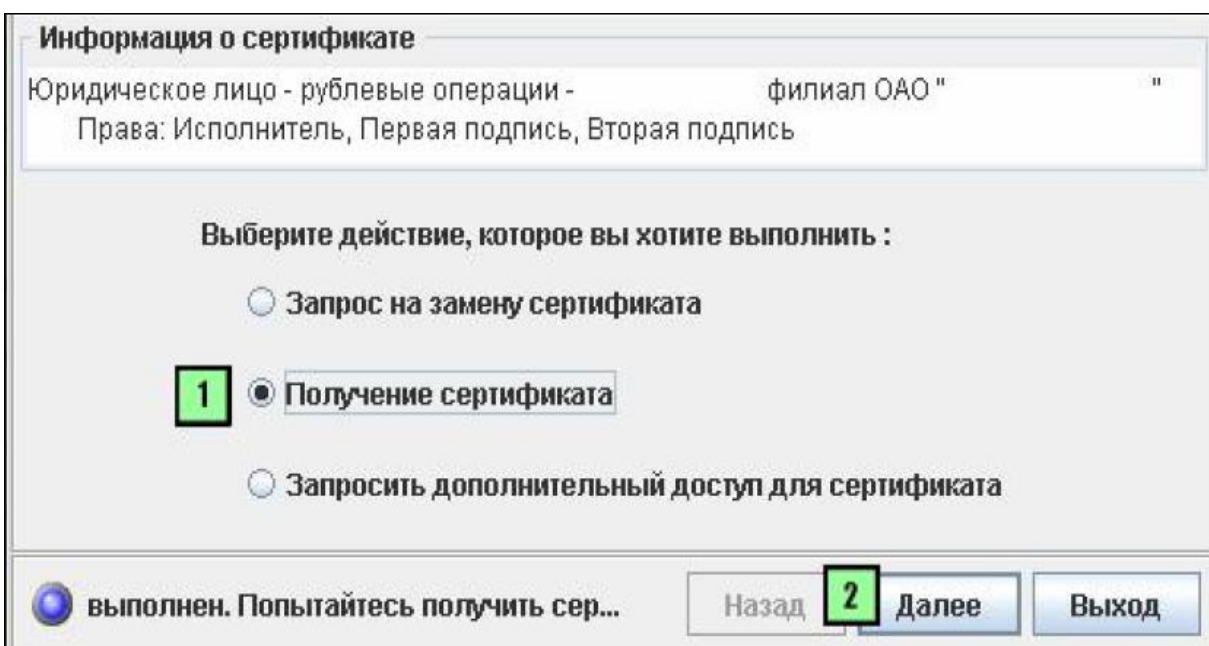 Информация о сертификате
Юридическое лицо - рублевые операции - филиал ОАО " "
Права: Исполнитель, Первая подпись, Вторая подпись
Выберите действие, которое вы хотите выполнить :
Запрос на замену сертификата
1 Получение сертификата
Запросить дополнительный доступ для сертификата
выполнен. Попытайтесь получить сер... Назад 2 Далее Выход